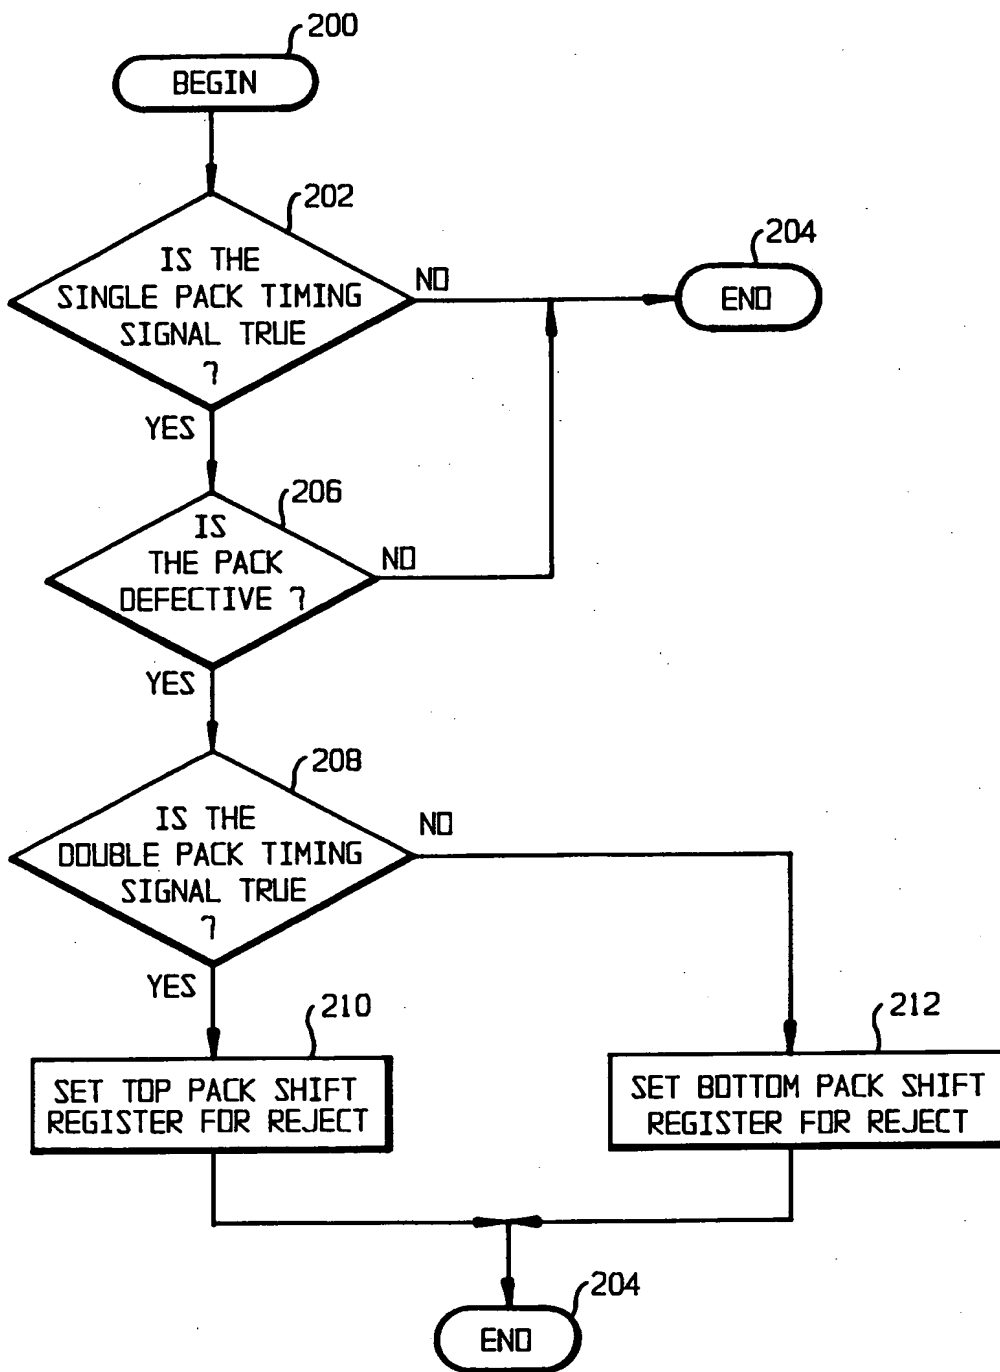 200
BEGIN
202
IS THE
SINGLE PACK TIMING
SIGNAL TRUE
?
NO
204
END
YES
206
IS
THE PACK
DEFECTIVE ?
NO
YES
208
IS THE
DOUBLE PACK TIMING
SIGNAL TRUE
?
NO
YES
210
SET TOP PACK SHIFT
REGISTER FOR REJECT
212
SET BOTTOM PACK SHIFT
REGISTER FOR REJECT
204
END